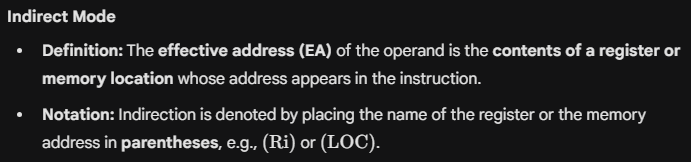 Indirect Mode
• Definition: The effective address (EA) of the operand is the contents of a register or
memory location whose address appears in the instruction.
• Notation: Indirection is denoted by placing the name of the register or the memory
address in parentheses, e.g., (Ri) or (LOC).